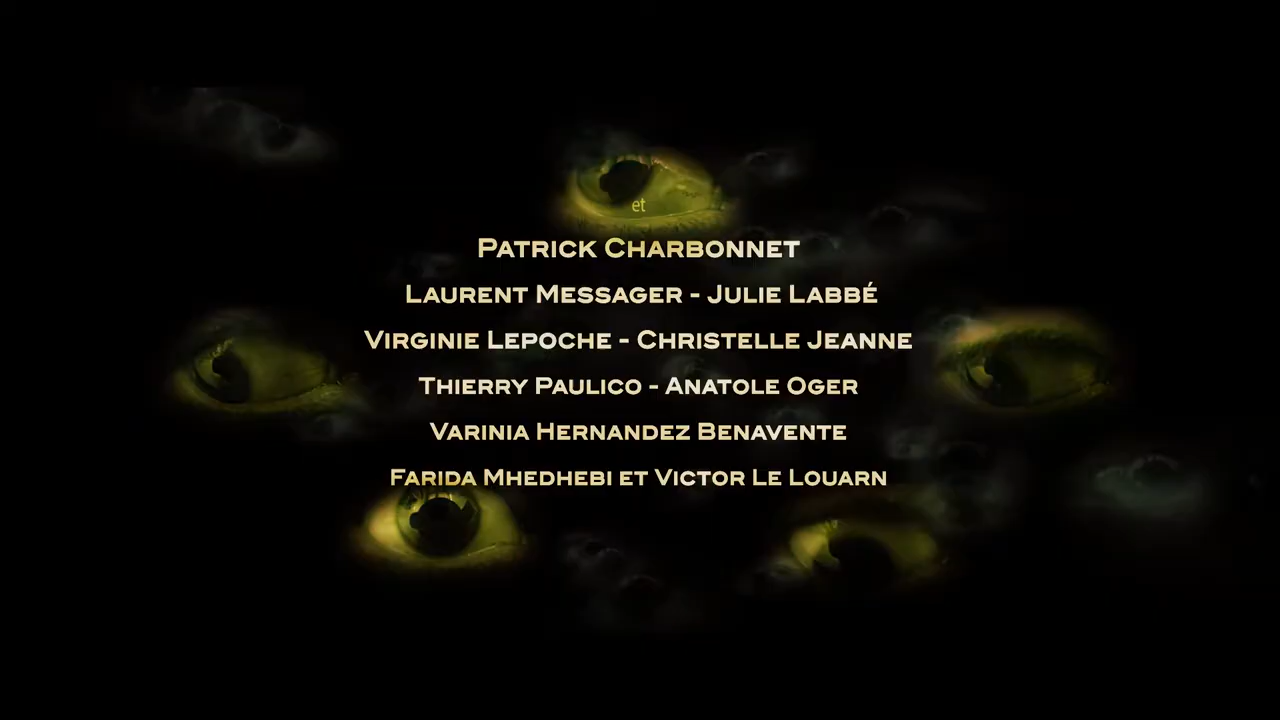 et
Patrick Charbonnet
Laurent Messager - Julie Labbé
Virginie Lepoche - Christelle Jeanne
Thierry Paulico - Anatole Oger
Varinia Hernandez Benavente
Farida Mhedhebi et Victor Le Louarn